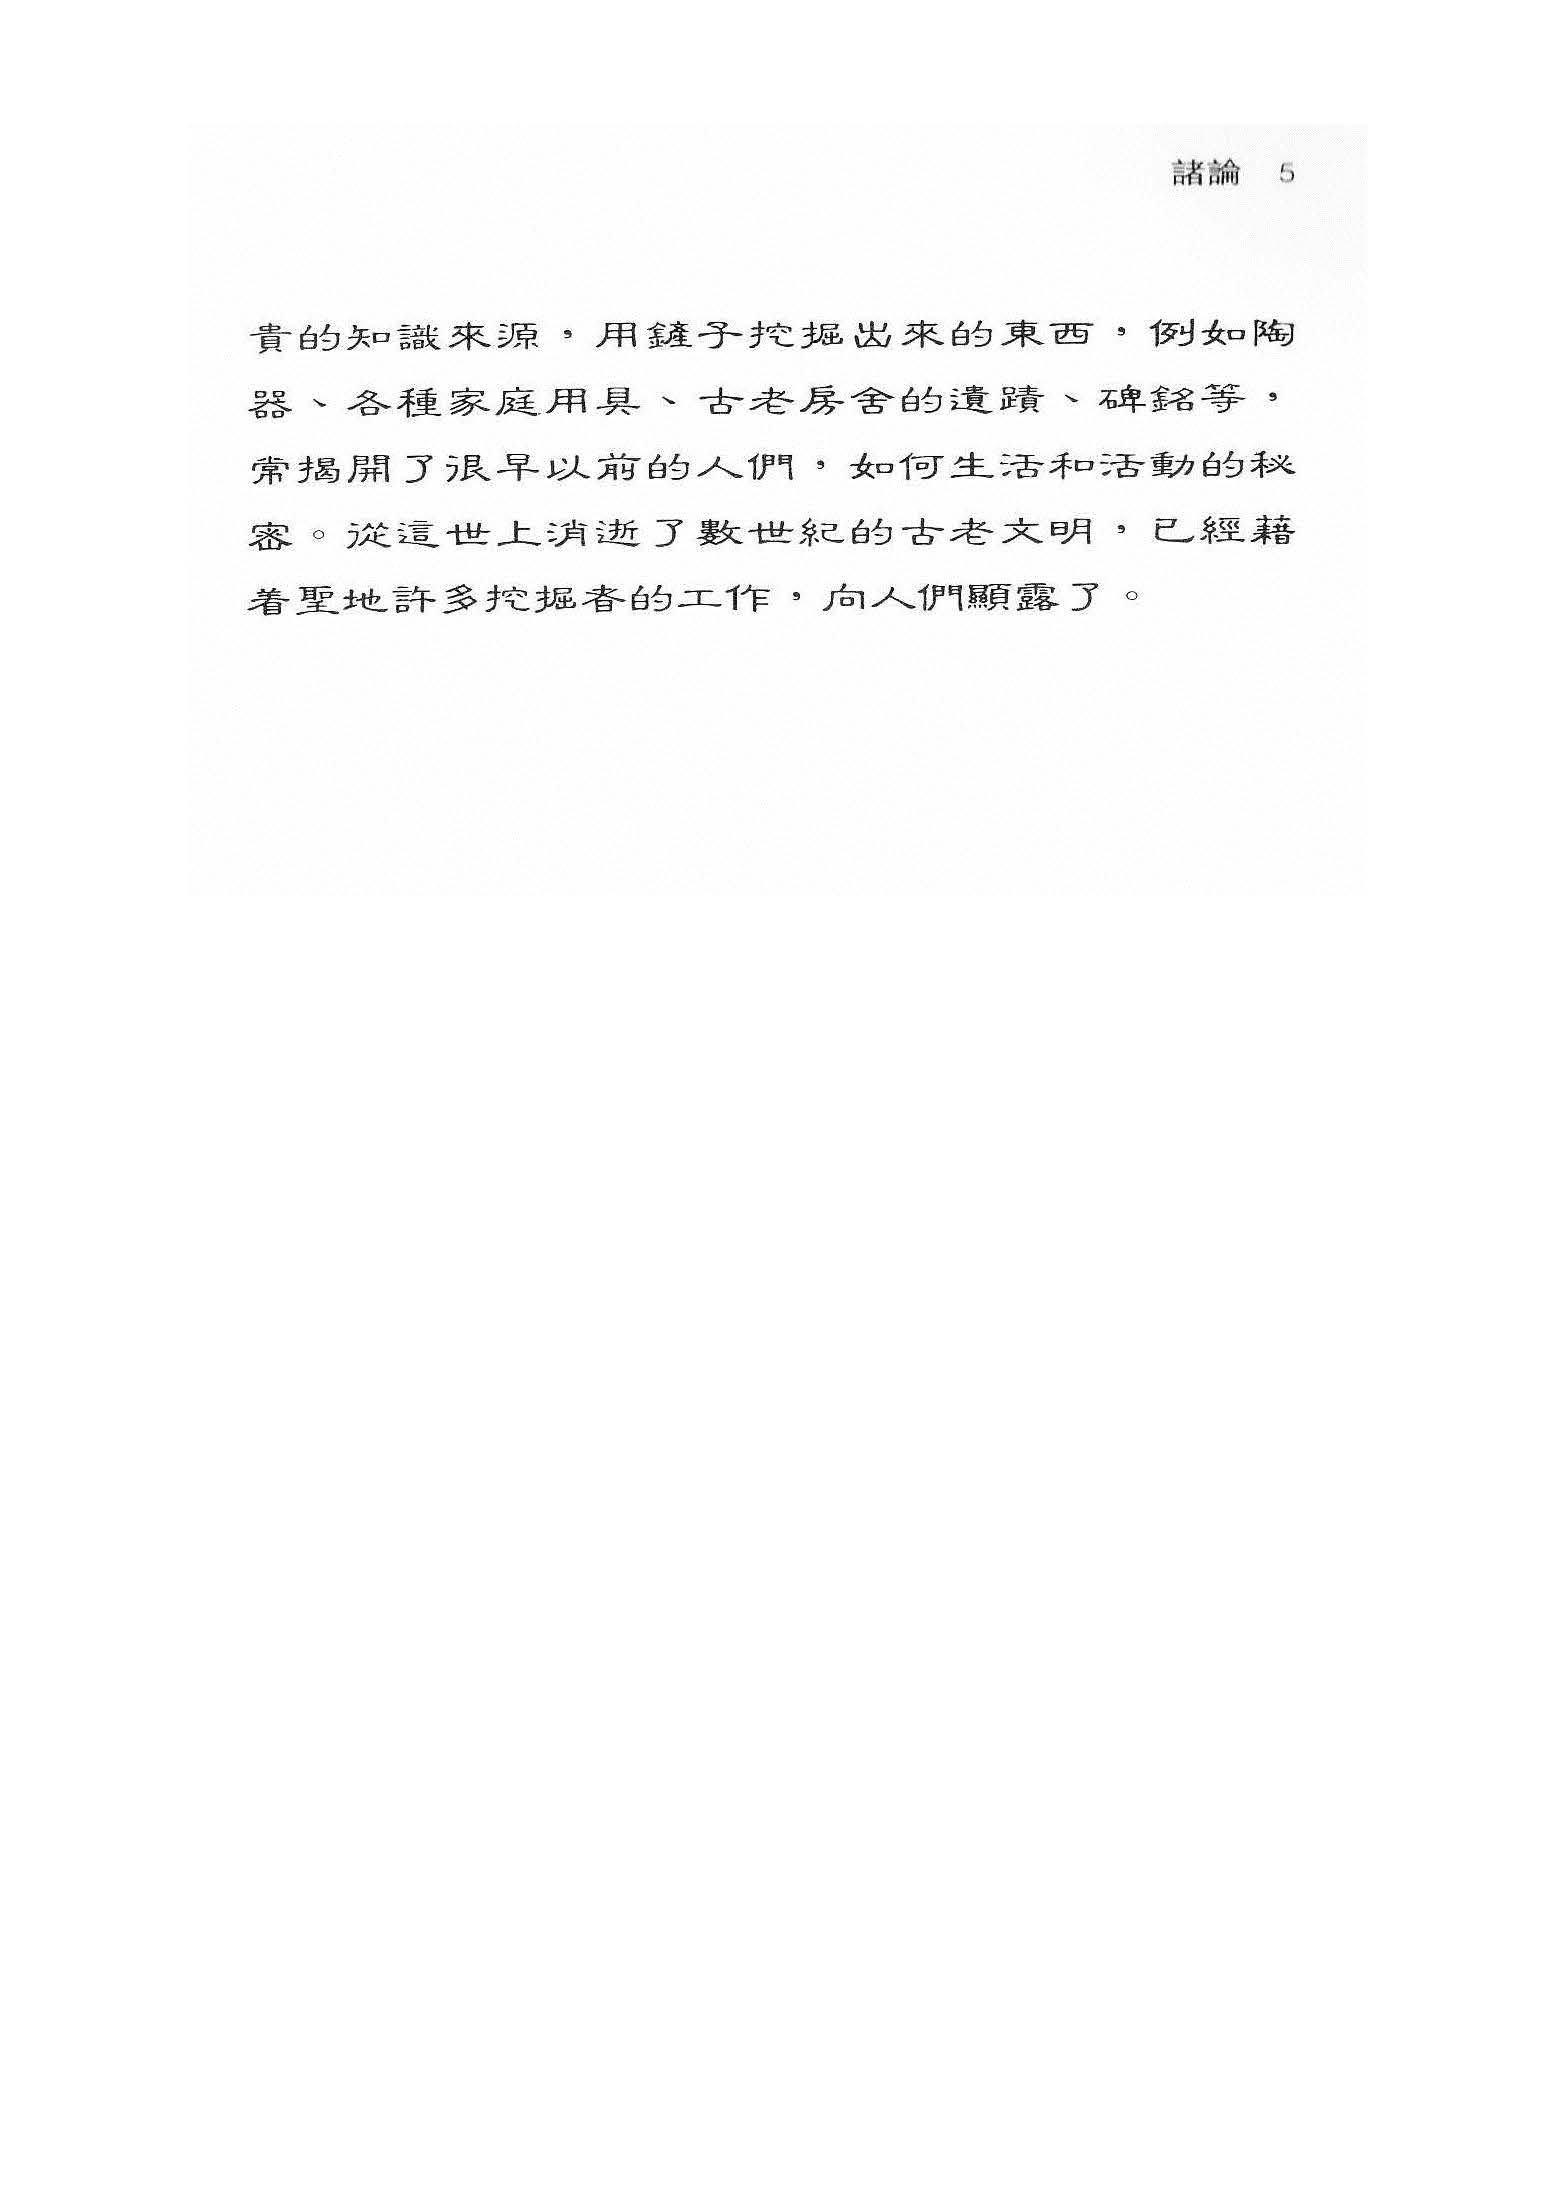 諸論 5
貴的知識來源，用鏟子挖掘出來的東西，例如陶
器、各種家庭用具、古老房舍的遺蹟、碑銘等，
常揭開了很早以前的人們，如何生活和活動的秘
密。從這世上消逝了數世紀的古老文明，已經藉
着聖地許多挖掘者的工作，向人們顯露了。